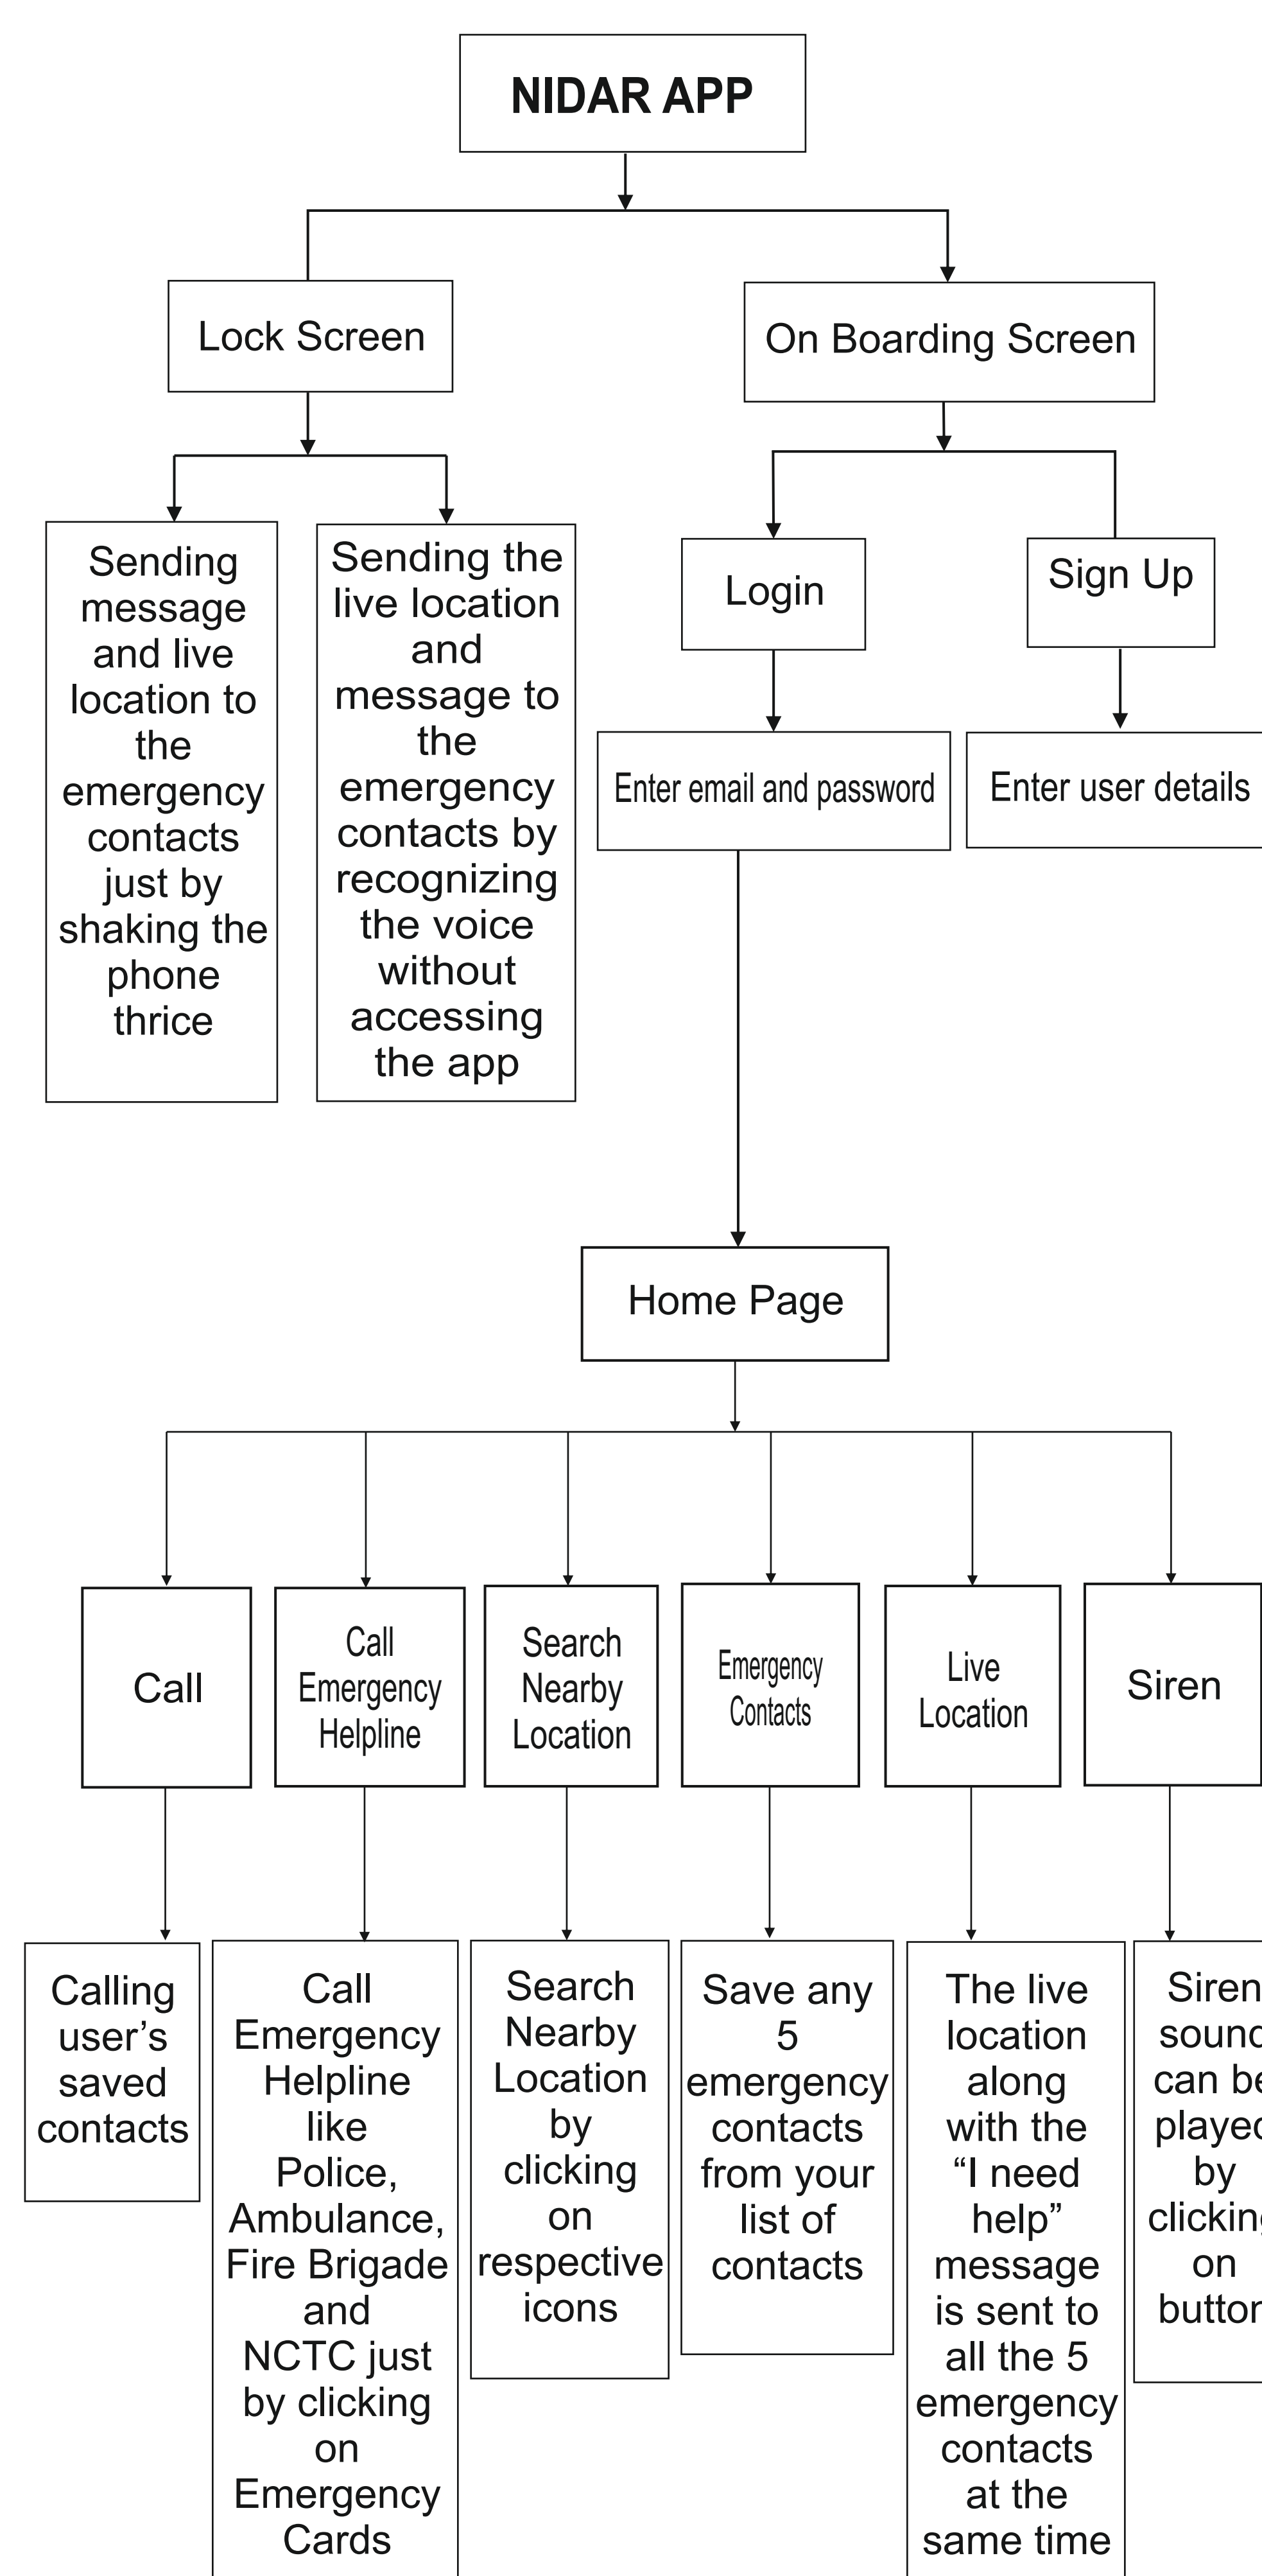 NIDAR APP
Lock Screen
On Boarding Screen
Sending
message
and live
location to
the
emergency
contacts
just by
shaking the
phone
thrice
Sending the
live location
and
message to
the
emergency
contacts by
recognizing
the voice
without
accessing
the app
Login
Sign Up
Enter email and password
Enter user details
Home Page
Call
Call
Emergency
Helpline
Search
Nearby
Location
Emergency
Contacts
Live
Location
Siren
Calling
user’s
saved
contacts
Call
Emergency
Helpline
like
Police,
Ambulance,
Fire Brigade
and
NCTC just
by clicking
on
Emergency
Cards
Search
Nearby
Location
by
clicking
on
respective
icons
Save any
5
emergency
contacts
from your
list of
contacts
The live
location
along
with the
“I need
help”
message
is sent to
all the 5
emergency
contacts
at the
same time
Siren
sound
can be
played
by
clicking
on
button